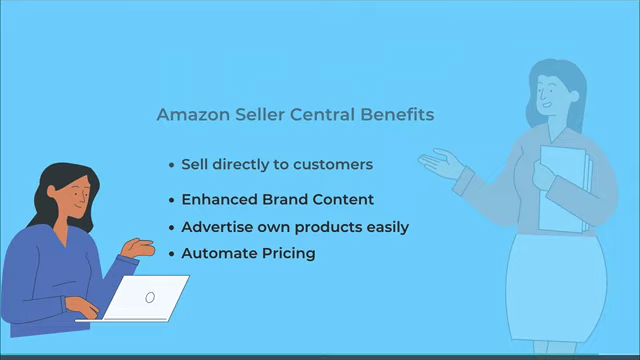 Amazon Seller Central Benefits
• Sell directly to customers
• Enhanced Brand Content
• Advertise own products easily
• Automate Pricing